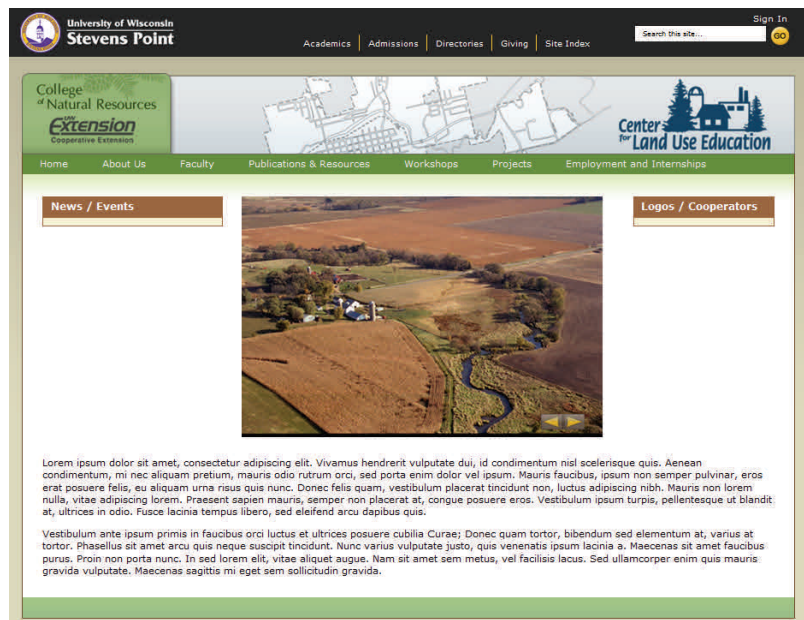 University of Wisconsin
Stevens Point
Sign In
Academics Admissions Directories Giving Site Index
Search this site...
GO
College
of Natural Resources
UW
Extension
Cooperative Extension
Center
for Land Use Education
Home About Us Faculty Publications & Resources Workshops Projects Employment and Internships
News / Events
Logos / Cooperators
Lorem ipsum dolor sit amet, consectetur adipiscing elit. Vivamus hendrerit vulputate dui, id condimentum nisl scelerisque quis. Aenean
condimentum, mi nec aliquam pretium, mauris odio rutrum orci, sed porta enim dolor vel ipsum. Mauris faucibus, ipsum non semper pulvinar, eros
erat posuere felis, eu aliquam urna risus quis nunc. Donec felis quam, vestibulum placerat tincidunt non, luctus adipiscing nibh. Mauris non lorem
nulla, vitae adipiscing lorem. Praesent sapien mauris, semper non placerat at, congue posuere eros. Vestibulum ipsum turpis, pellentesque ut blandit
at, ultrices in odio. Fusce lacinia tempus libero, sed eleifend arcu dapibus quis.
Vestibulum ante ipsum primis in faucibus orci luctus et ultrices posuere cubilia Curae; Donec quam tortor, bibendum sed elementum at, varius at
tortor. Phasellus sit amet arcu quis neque suscipit tincidunt. Nunc varius vulputate justo, quis venenatis ipsum lacinia a. Maecenas sit amet faucibus
purus. Proin non porta nunc. In sed lorem elit, vitae aliquet augue. Nam sit amet sem metus, vel facilisis lacus. Sed ullamcorper enim quis mauris
gravida vulputate. Maecenas sagittis mi eget sem sollicitudin gravida.